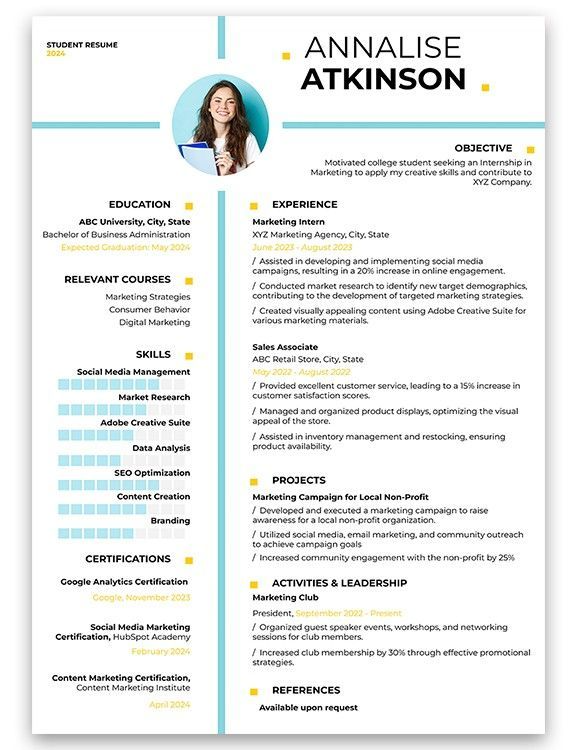 STUDENT RESUME
2024
ANNALISE
ATKINSON
OBJECTIVE
Motivated college student seeking an Internship in
Marketing to apply my creative skills and contribute to
XYZ Company.
EDUCATION
ABC University, City, State
Bachelor of Business Administration
Expected Graduation: May 2024
RELEVANT COURSES
Marketing Strategies
Consumer Behavior
Digital Marketing
SKILLS
Social Media Management
Market Research
Adobe Creative Suite
Data Analysis
SEO Optimization
Content Creation
Branding
CERTIFICATIONS
Google Analytics Certification
Google, November 2023
Social Media Marketing
Certification, HubSpot Academy
February 2024
Content Marketing Certification,
Content Marketing Institute
April 2024
EXPERIENCE
Marketing Intern
XYZ Marketing Agency, City, State
June 2023 - August 2023
/ Assisted in developing and implementing social media
campaigns, resulting in a 20% increase in online engagement.
/ Conducted market research to identify new target demographics,
contributing to the development of targeted marketing strategies.
/ Created visually appealing content using Adobe Creative Suite for
various marketing materials.
Sales Associate
ABC Retail Store, City, State
May 2022 - August 2022
/ Provided excellent customer service, leading to a 15% increase in
customer satisfaction scores.
/ Managed and organized product displays, optimizing the visual
appeal of the store.
/ Assisted in inventory management and restocking, ensuring
product availability.
PROJECTS
Marketing Campaign for Local Non-Profit
/ Developed and executed a marketing campaign to raise
awareness for a local non-profit organization.
/ Utilized social media, email marketing, and community outreach
to achieve campaign goals
/ Increased community engagement with the non-profit by 25%
ACTIVITIES & LEADERSHIP
Marketing Club
President, September 2022 - Present
/ Organized guest speaker events, workshops, and networking
sessions for club members.
/ Increased club membership by 30% through effective promotional
strategies.
REFERENCES
Available upon request